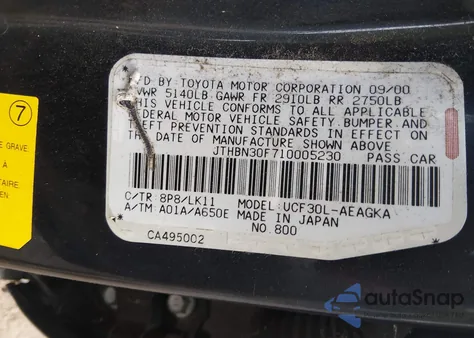 MFD BY TOYOTA MOTOR CORPORATION 09/00
GVWR 5140LB GAWR FR 2910LB RR 2750LB
THIS VEHICLE CONFORMS TO ALL APPLICABLE
FEDERAL MOTOR VEHICLE SAFETY, BUMPER AND
THEFT PREVENTION STANDARDS IN EFFECT ON
THE DATE OF MANUFACTURE SHOWN ABOVE.
JTHBN30F710005230 PASS CAR
C/TR: 8P8/LK11 MODEL: UCF30L-AEAGKA
A/TM: A01A/A650E MADE IN JAPAN
NO.800
CA495002
7
GRAVE
autoSnap